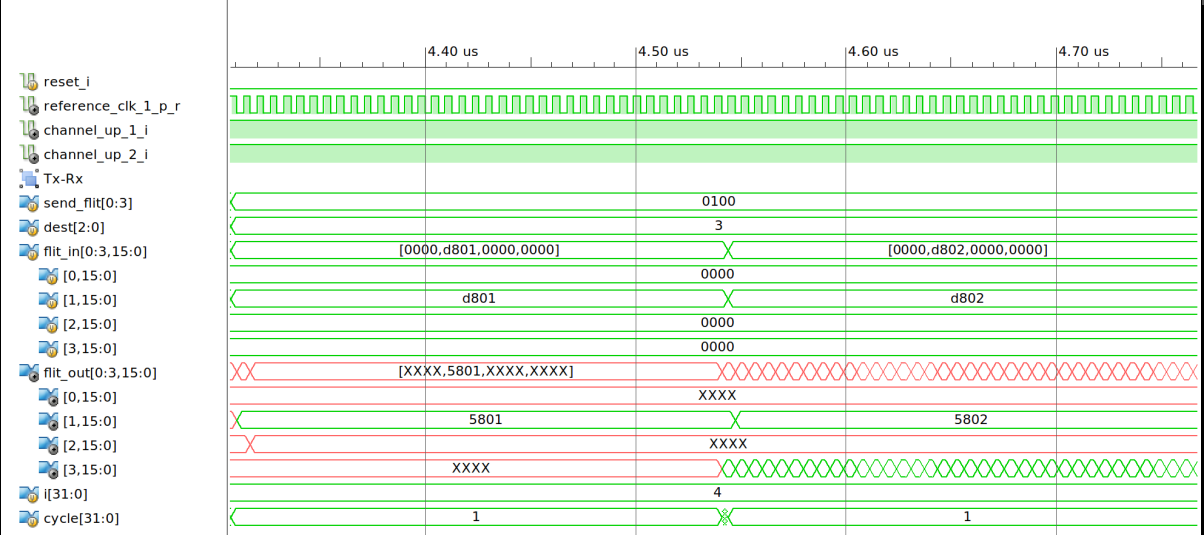 4.40 us 4.50 us 4.60 us 4.70 us
reset_i
reference_clk_1_p_r
channel_up_1_i
channel_up_2_i
Tx-Rx
send_flit[0:3] 0100
dest[2:0] 3
flit_in[0:3,15:0] [0000,d801,0000,0000] [0000,d802,0000,0000]
[0,15:0] 0000
[1,15:0] d801 d802
[2,15:0] 0000
[3,15:0] 0000
flit_out[0:3,15:0] [XXXX,5801,XXXX,XXXX]
[0,15:0] XXXX
[1,15:0] 5801 5802
[2,15:0] XXXX
[3,15:0] XXXX
i[31:0] 4
cycle[31:0] 1 1